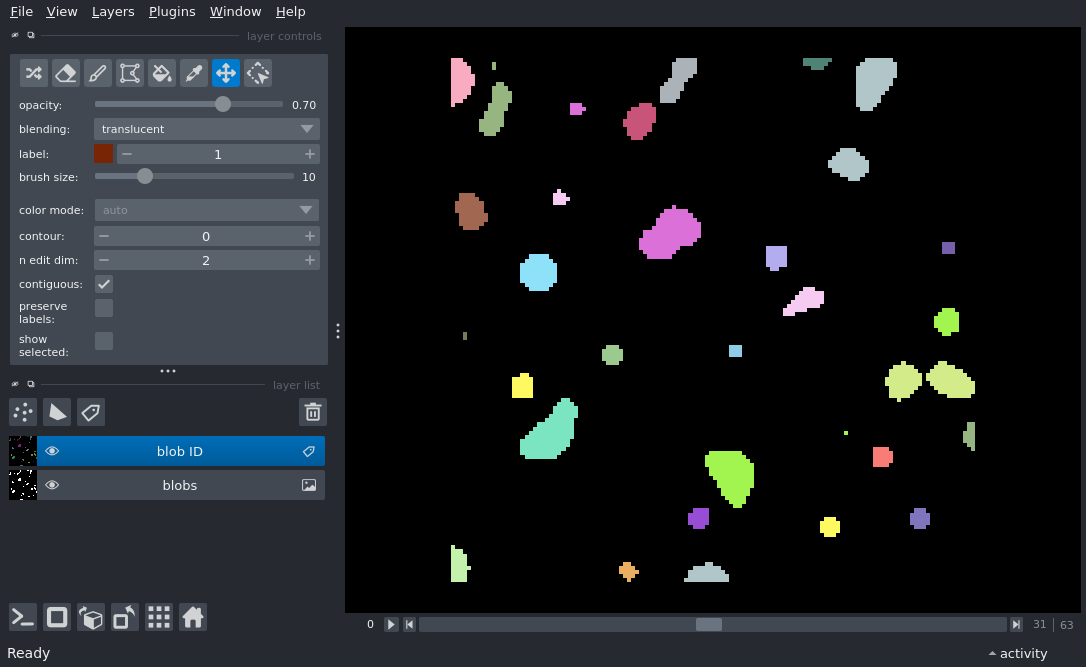 File View Layers Plugins Window Help
layer controls
opacity: 0.70
blending: translucent
label: 1
brush size: 10
color mode: auto
contour: 0
n edit dim: 2
contiguous:
preserve
labels:
show
selected:
layer list
blob ID
blobs
0 31 63
Ready activity